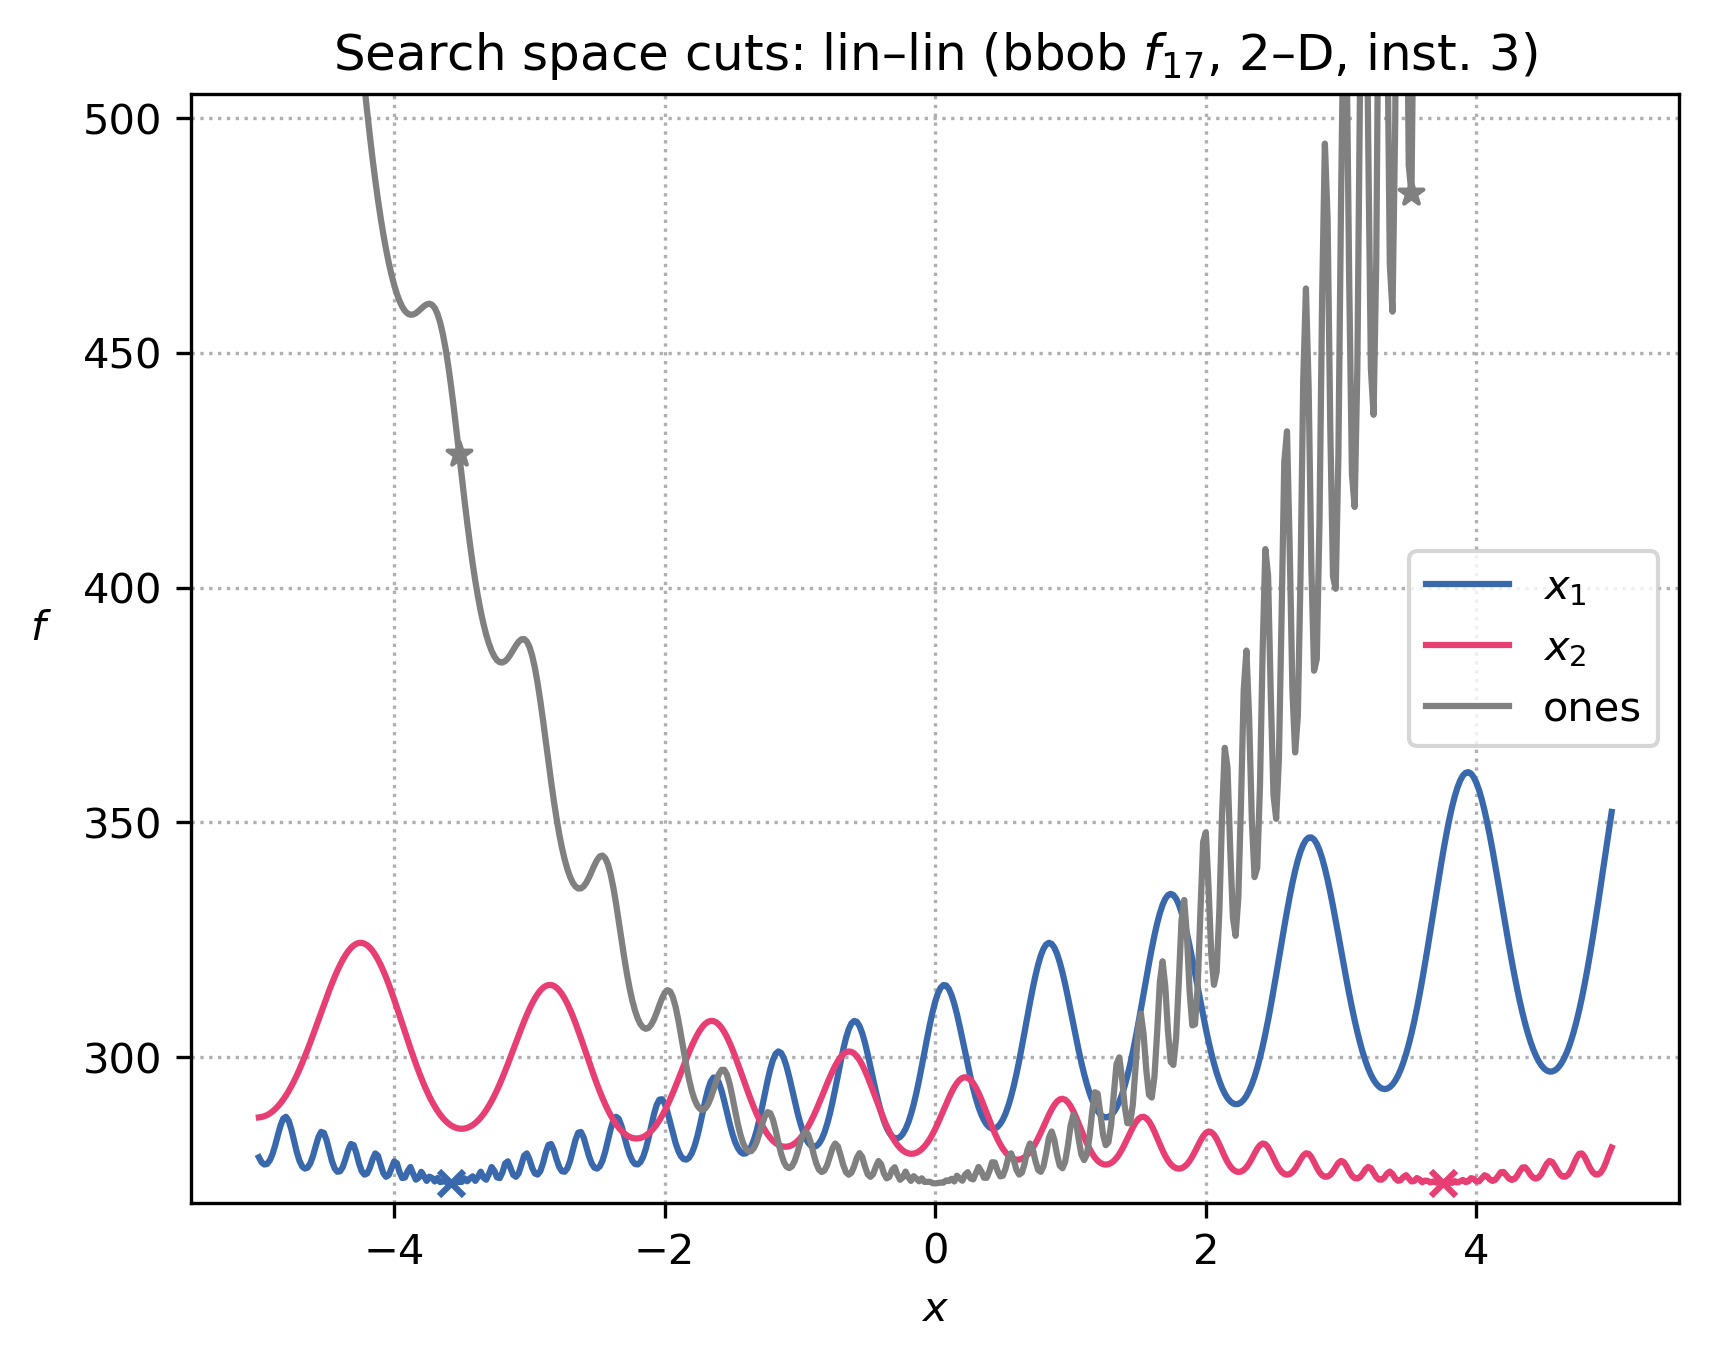 Search space cuts: lin–lin (bbob f₁₇, 2–D, inst. 3)
500
450
400
350
300
f
x₁
x₂
ones
−4
−2
0
2
4
x